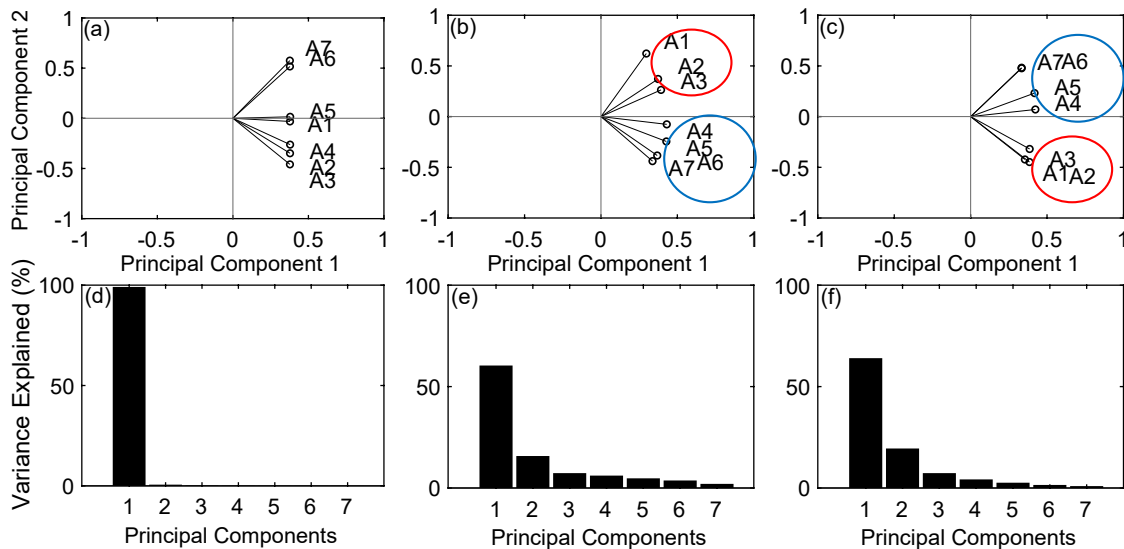 Principal Component 2
(a)
1
0.5
0
-0.5
-1
A7
A6
A5
A1
A4
A2
A3
-1 -0.5 0 0.5 1
Principal Component 1
(b)
1
0.5
0
-0.5
-1
A1
A2
A3
A4
A5
A7 A6
-1 -0.5 0 0.5 1
Principal Component 1
(c)
1
0.5
0
-0.5
-1
A7A6
A5
A4
A3
A1A2
-1 -0.5 0 0.5 1
Principal Component 1
Variance Explained (%)
(d)
100
50
0
1 2 3 4 5 6 7
Principal Components
(e)
100
50
0
1 2 3 4 5 6 7
Principal Components
(f)
100
50
0
1 2 3 4 5 6 7
Principal Components